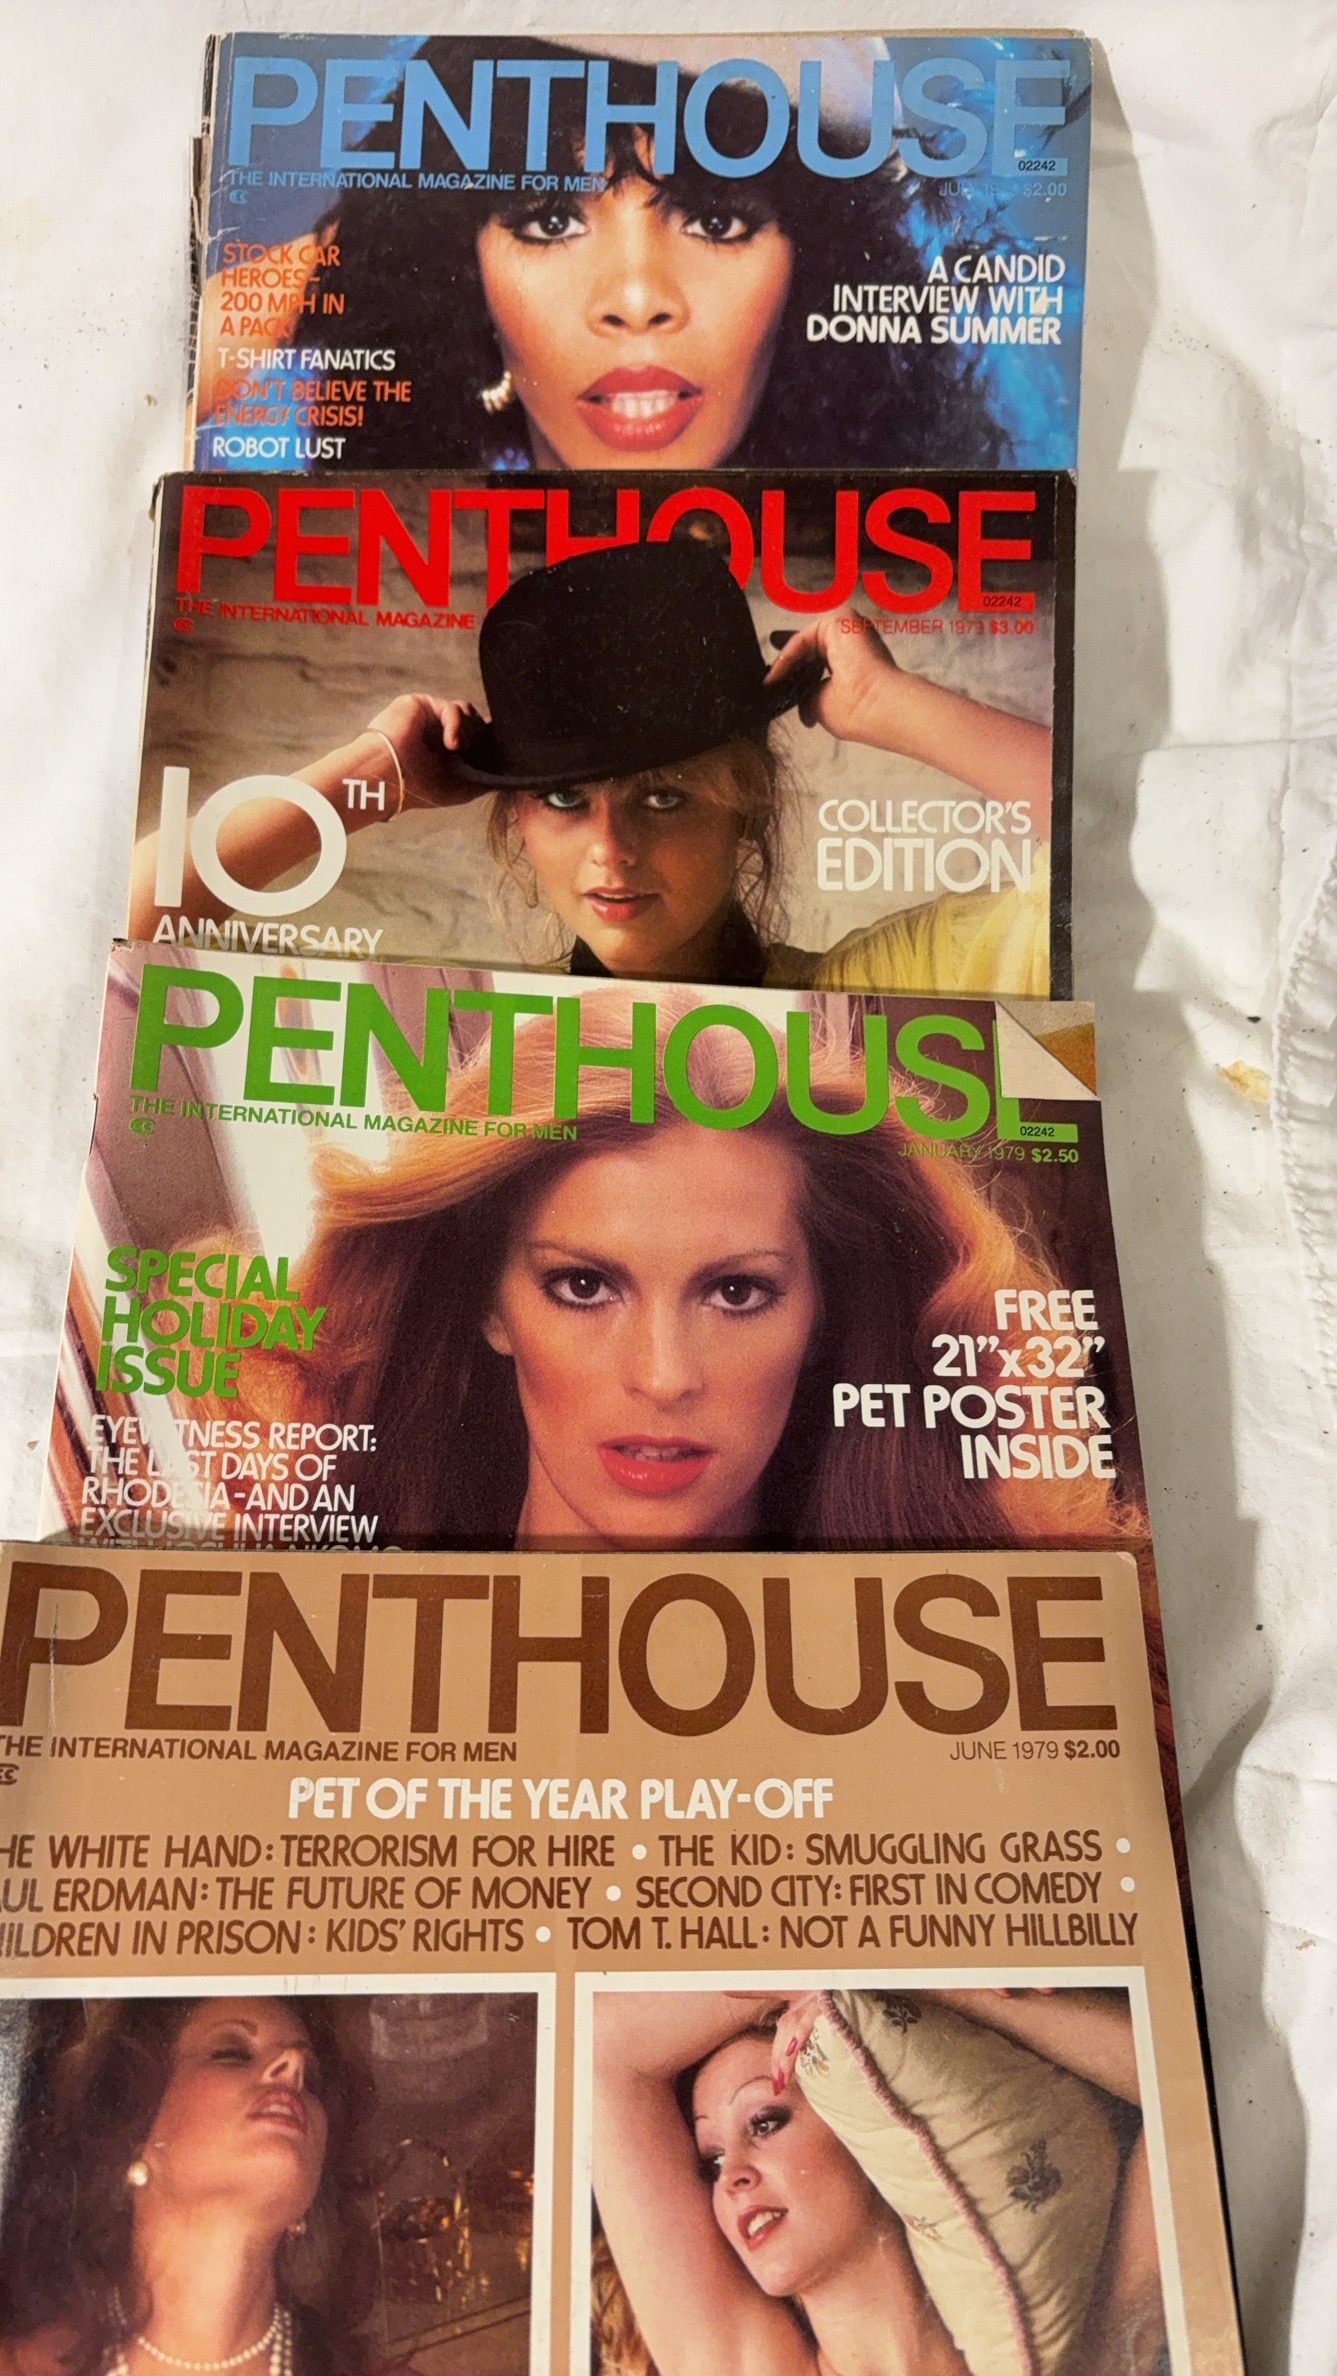 PENTHOUSE
02242
THE INTERNATIONAL MAGAZINE FOR MEN
$2.00
STOCK CAR
HEROES-
200 MPH IN
A PACK
T-SHIRT FANATICS
DON'T BELIEVE THE
ENERGY CRISIS!
ROBOT LUST
A CANDID
INTERVIEW WITH
DONNA SUMMER
PENTHOUSE
02242
THE INTERNATIONAL MAGAZINE
SEPTEMBER 1979 $3.00
10TH
ANNIVERSARY
COLLECTOR'S
EDITION
PENTHOUSE
02242
THE INTERNATIONAL MAGAZINE FOR MEN
JANUARY 1979 $2.50
SPECIAL
HOLIDAY
ISSUE
EYEWITNESS REPORT:
THE LAST DAYS OF
RHODESIA-AND AN
EXCLUSIVE INTERVIEW
FREE
21"x32"
PET POSTER
INSIDE
PENTHOUSE
THE INTERNATIONAL MAGAZINE FOR MEN
JUNE 1979 $2.00
PET OF THE YEAR PLAY-OFF
HE WHITE HAND: TERRORISM FOR HIRE • THE KID: SMUGGLING GRASS •
UL ERDMAN: THE FUTURE OF MONEY • SECOND CITY: FIRST IN COMEDY •
ILDREN IN PRISON: KIDS' RIGHTS • TOM T. HALL: NOT A FUNNY HILLBILLY